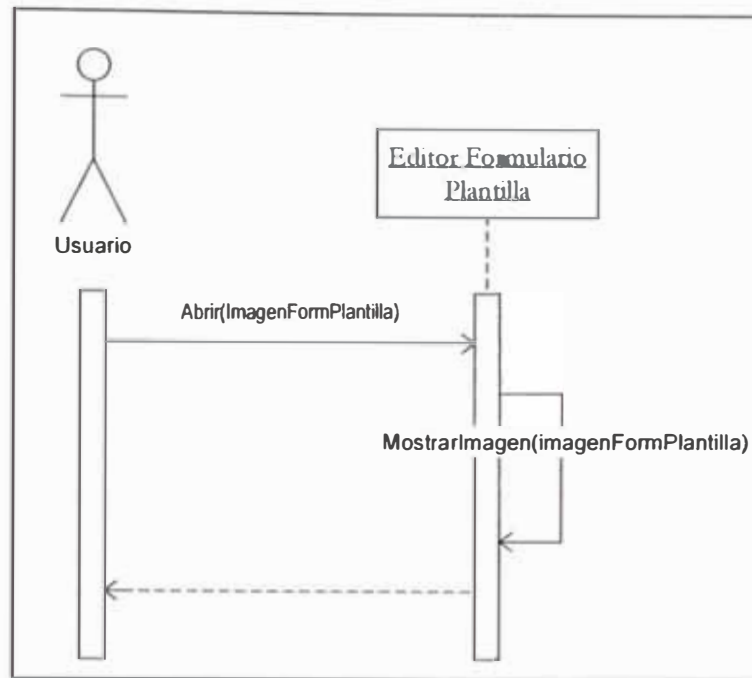 Editor Formulario
Plantilla
Usuario
Abrir(ImagenFormPlantilla)
MostrarImagen(imagenFormPlantilla)